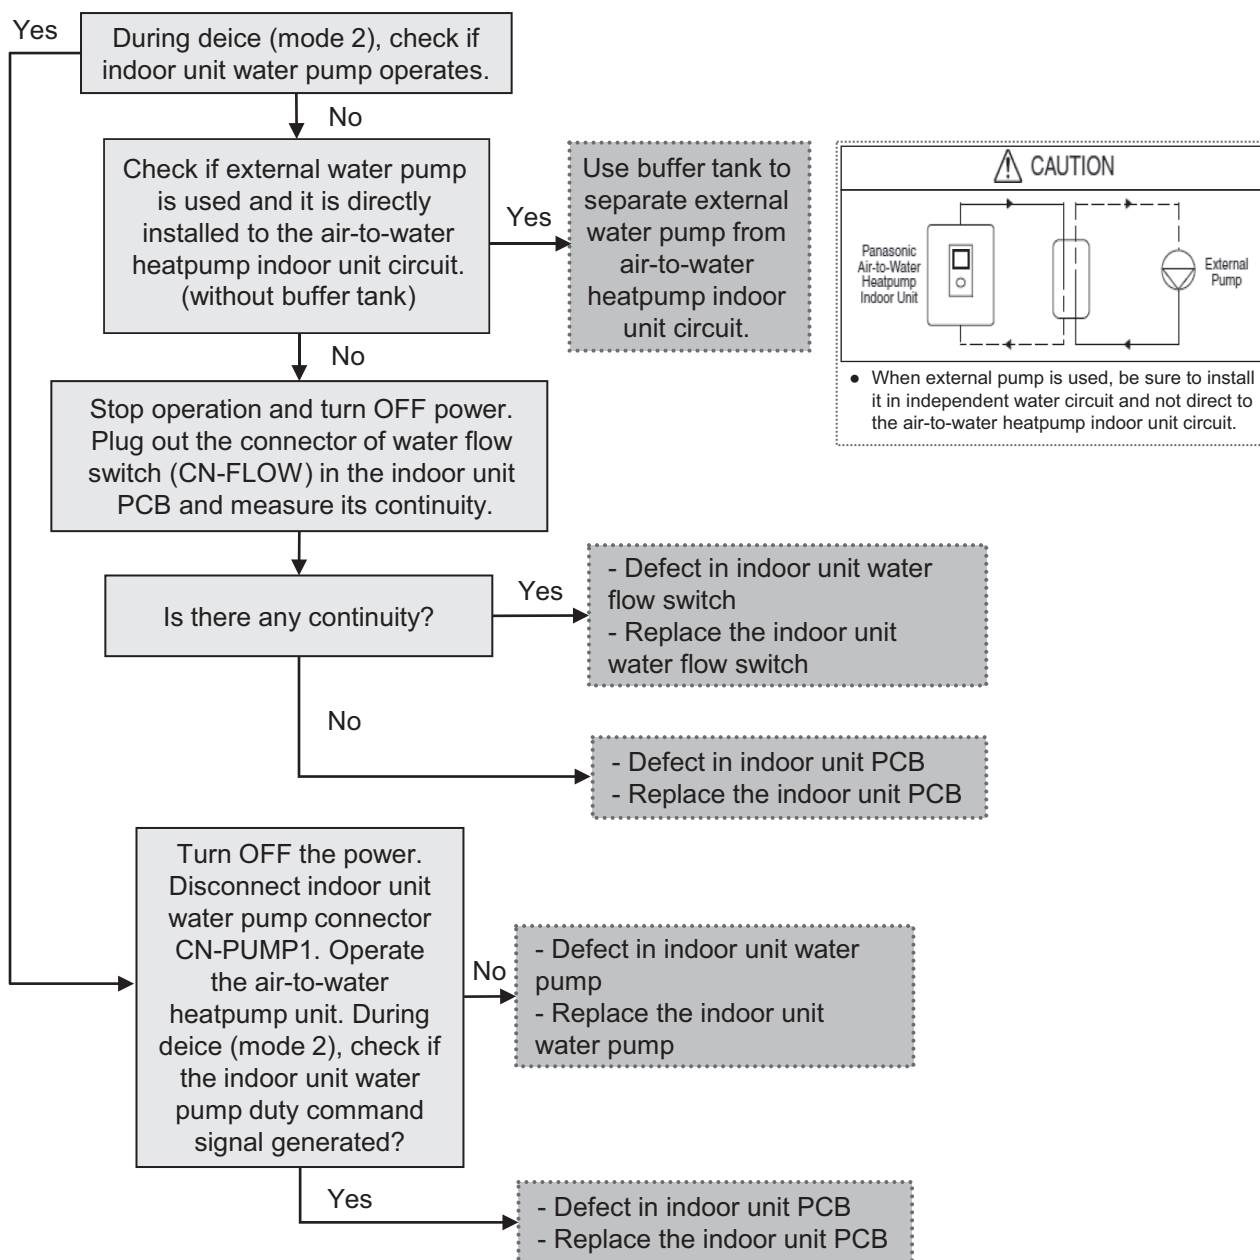 Yes
During deice (mode 2), check if
indoor unit water pump operates.
No
Check if external water pump
is used and it is directly
installed to the air-to-water
heatpump indoor unit circuit.
(without buffer tank)
Yes
Use buffer tank to
separate external
water pump from
air-to-water
heatpump indoor
unit circuit.
CAUTION
Panasonic
Air-to-Water
Heatpump
Indoor Unit
External
Pump
● When external pump is used, be sure to install
it in independent water circuit and not direct to
the air-to-water heatpump indoor unit circuit.
No
Stop operation and turn OFF power.
Plug out the connector of water flow
switch (CN-FLOW) in the indoor unit
PCB and measure its continuity.
Is there any continuity?
Yes
- Defect in indoor unit water
flow switch
- Replace the indoor unit
water flow switch
No
- Defect in indoor unit PCB
- Replace the indoor unit PCB
Turn OFF the power.
Disconnect indoor unit
water pump connector
CN-PUMP1. Operate
the air-to-water
heatpump unit. During
deice (mode 2), check if
the indoor unit water
pump duty command
signal generated?
No
- Defect in indoor unit water
pump
- Replace the indoor unit
water pump
Yes
- Defect in indoor unit PCB
- Replace the indoor unit PCB